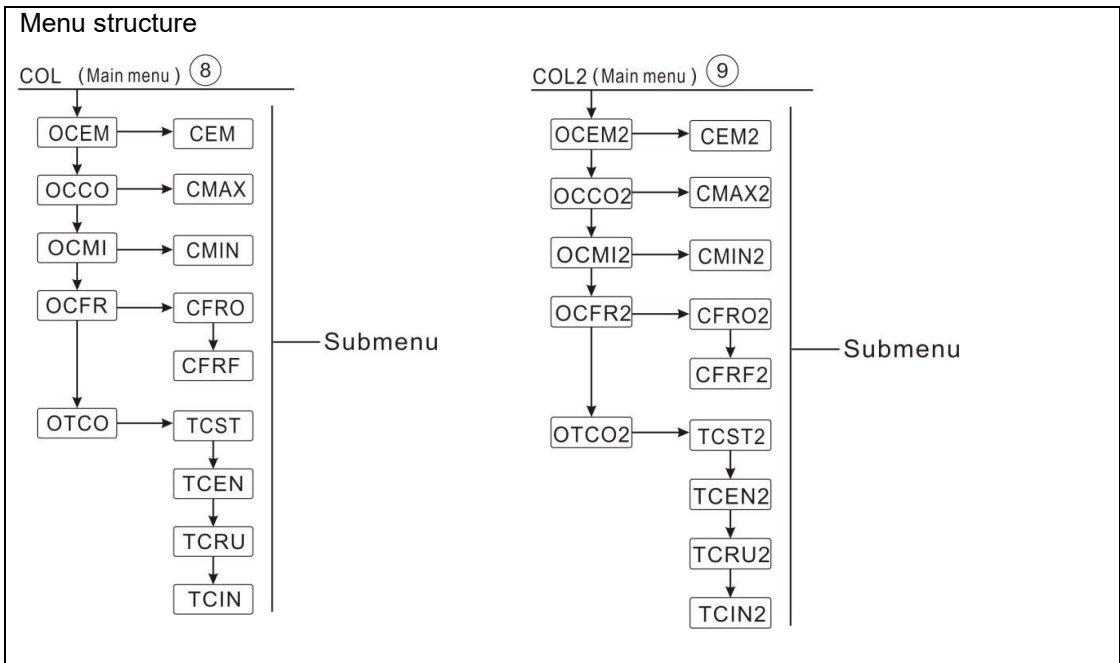 Menu structure
COL (Main menu) 8
OCEM CEM
OCCO CMAX
OCMI CMIN
OCFR CFRO
CFRF
Submenu
OTCO TCST
TCEN
TCRU
TCIN
COL2 (Main menu) 9
OCEM2 CEM2
OCCO2 CMAX2
OCMI2 CMIN2
OCFR2 CFRO2
CFRF2
Submenu
OTCO2 TCST2
TCEN2
TCRU2
TCIN2